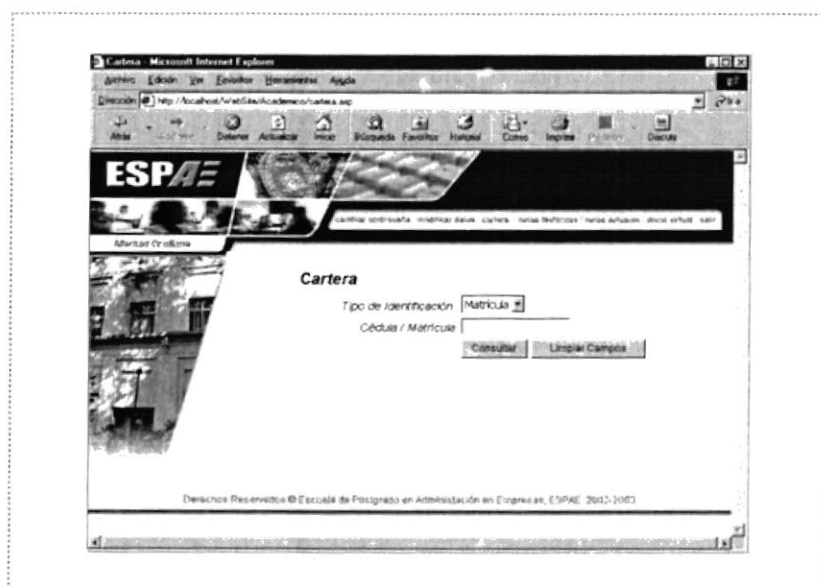 Cartera - Microsoft Internet Explorer
Archivo Edición Ver Favoritos Herramientas Ayuda
Dirección http://localhost/WebSite/Academico/cartera.asp
Atrás Detener Actualizar Inicio Búsqueda Favoritos Historial Correo Imprimir Discutir
ESPAE
cambiar contraseña modificar datos cartera notas históricas notas actuales disco virtual salir
Cartera
Tipo de Identificación Matrícula
Cédula / Matrícula
Consultar Limpiar Campos
Derechos Reservados © Escuela de Postgrado en Administación en Empresas, ESPAE 2002-2003